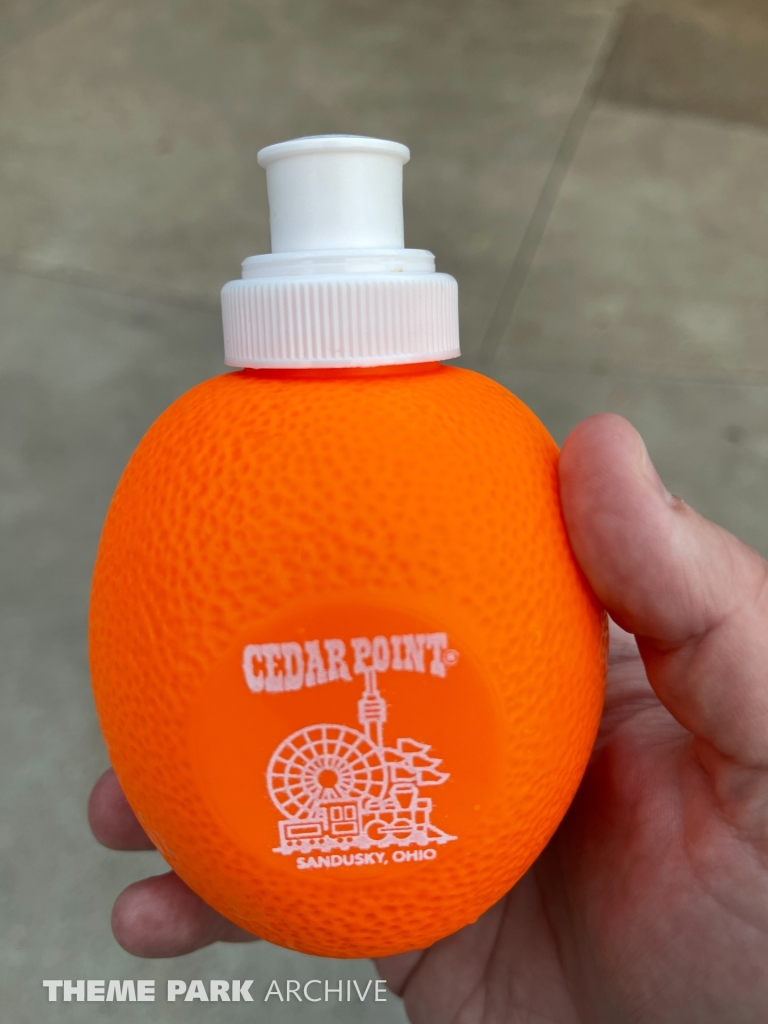 CEDAR POINT®
SANDUSKY, OHIO
THEME PARK ARCHIVE